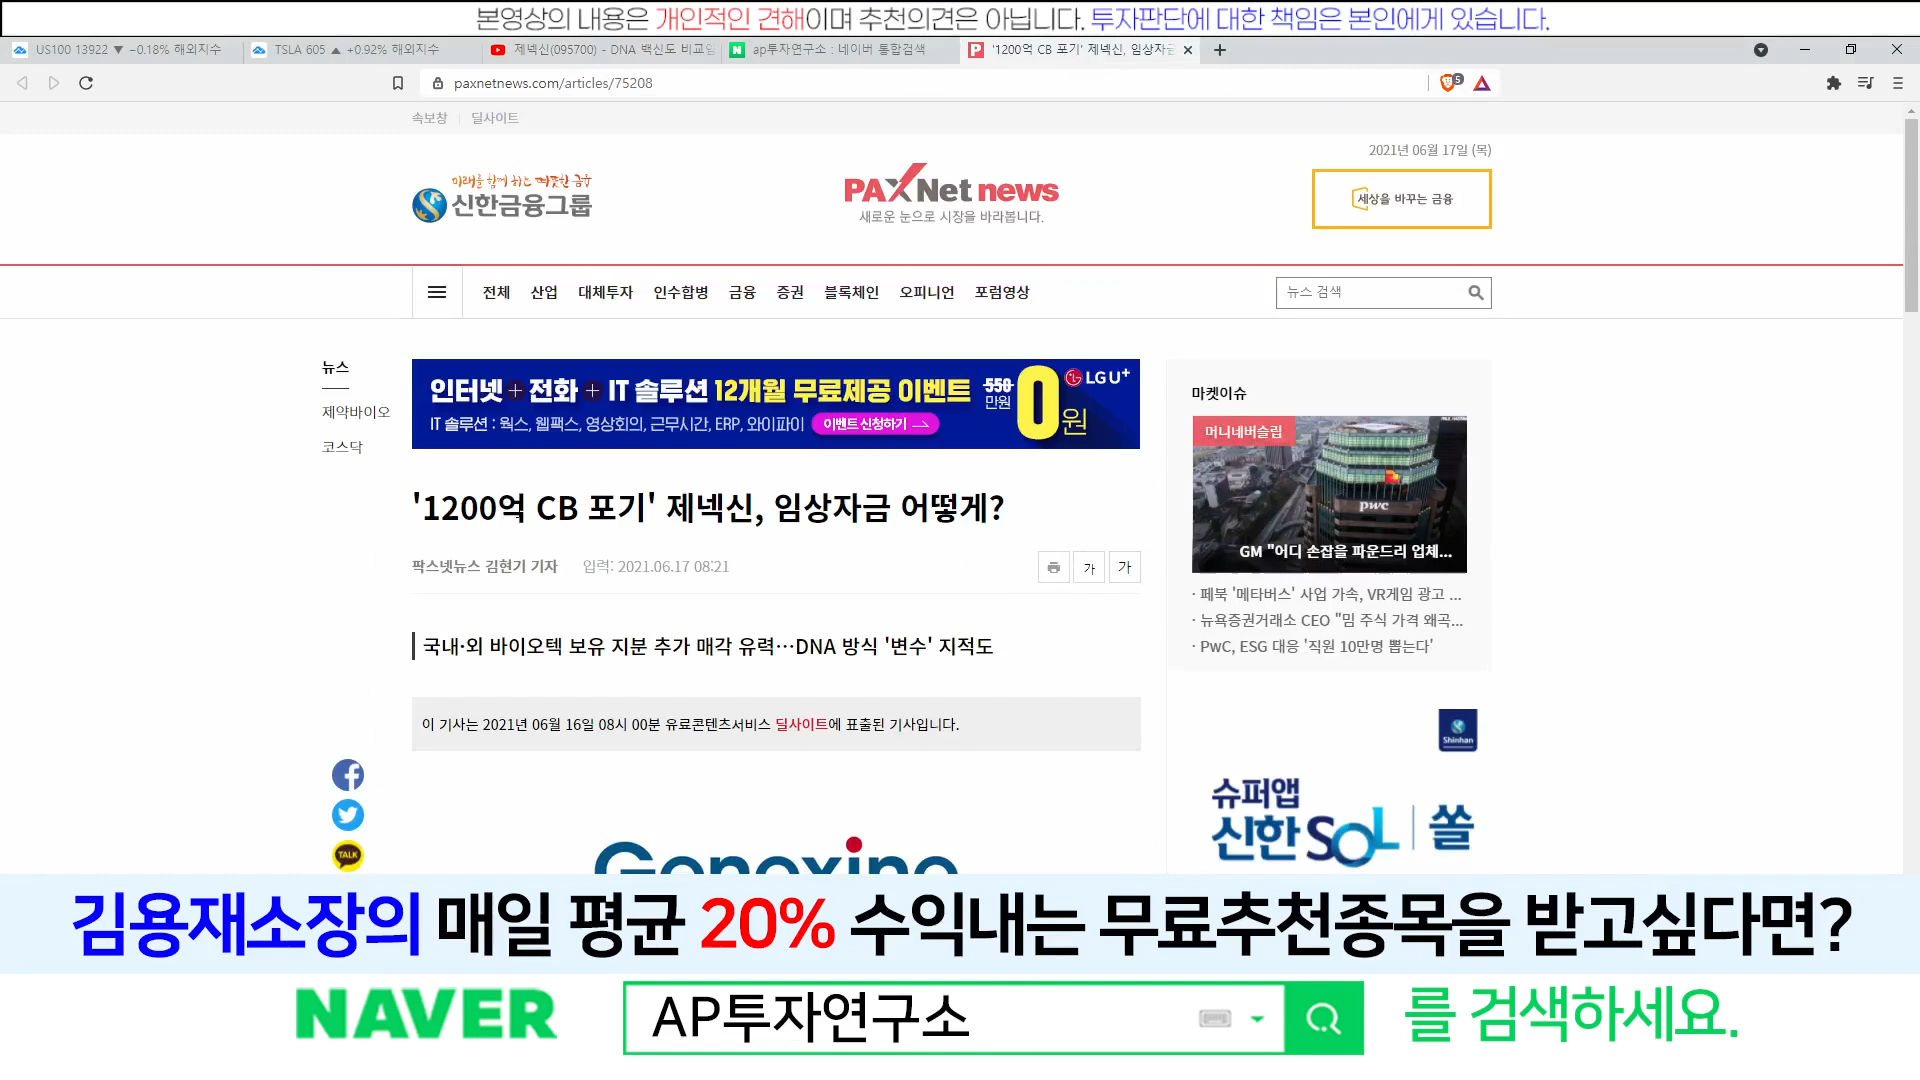 본영상의 내용은 개인적인 견해이며 추천의견은 아닙니다. 투자판단에 대한 책임은 본인에게 있습니다.
US100 13922 ▼ −0.18% 해외지수
TSLA 605 ▲ +0.92% 해외지수
제넥신(095700) - DNA 백신도 비교임
ap투자연구소 : 네이버 통합검색
'1200억 CB 포기' 제넥신, 임상자금
paxnetnews.com/articles/75208
5
속보창 딜사이트
2021년 06월 17일 (목)
미래를 함께 하는 따뜻한 금융
신한금융그룹
PAXNet news
새로운 눈으로 시장을 바라봅니다.
세상을 바꾸는 금융
전체 산업 대체투자 인수합병 금융 증권 블록체인 오피니언 포럼영상
뉴스 검색
뉴스
제약바이오
코스닥
인터넷 + 전화 + IT 솔루션 12개월 무료제공 이벤트
IT 솔루션 : 웍스, 웹팩스, 영상회의, 근무시간, ERP, 와이파이 이벤트 신청하기
550만원 0원
LG U+
마켓이슈
머니네버슬립
pwc
GM "어디 손잡을 파운드리 업체...
· 페북 '메타버스' 사업 가속, VR게임 광고 ...
· 뉴욕증권거래소 CEO "밈 주식 가격 왜곡...
· PwC, ESG 대응 '직원 10만명 뽑는다'
'1200억 CB 포기' 제넥신, 임상자금 어떻게?
팍스넷뉴스 김현기 기자 입력: 2021.06.17 08:21
가 가
국내·외 바이오텍 보유 지분 추가 매각 유력…DNA 방식 '변수' 지적도
이 기사는 2021년 06월 16일 08시 00분 유료콘텐츠서비스 딜사이트에 표출된 기사입니다.
TALK
Genexine
Shinhan
슈퍼앱
신한 SOL 쏠
김용재소장의 매일 평균 20% 수익내는 무료추천종목을 받고싶다면?
NAVER AP투자연구소 를 검색하세요.